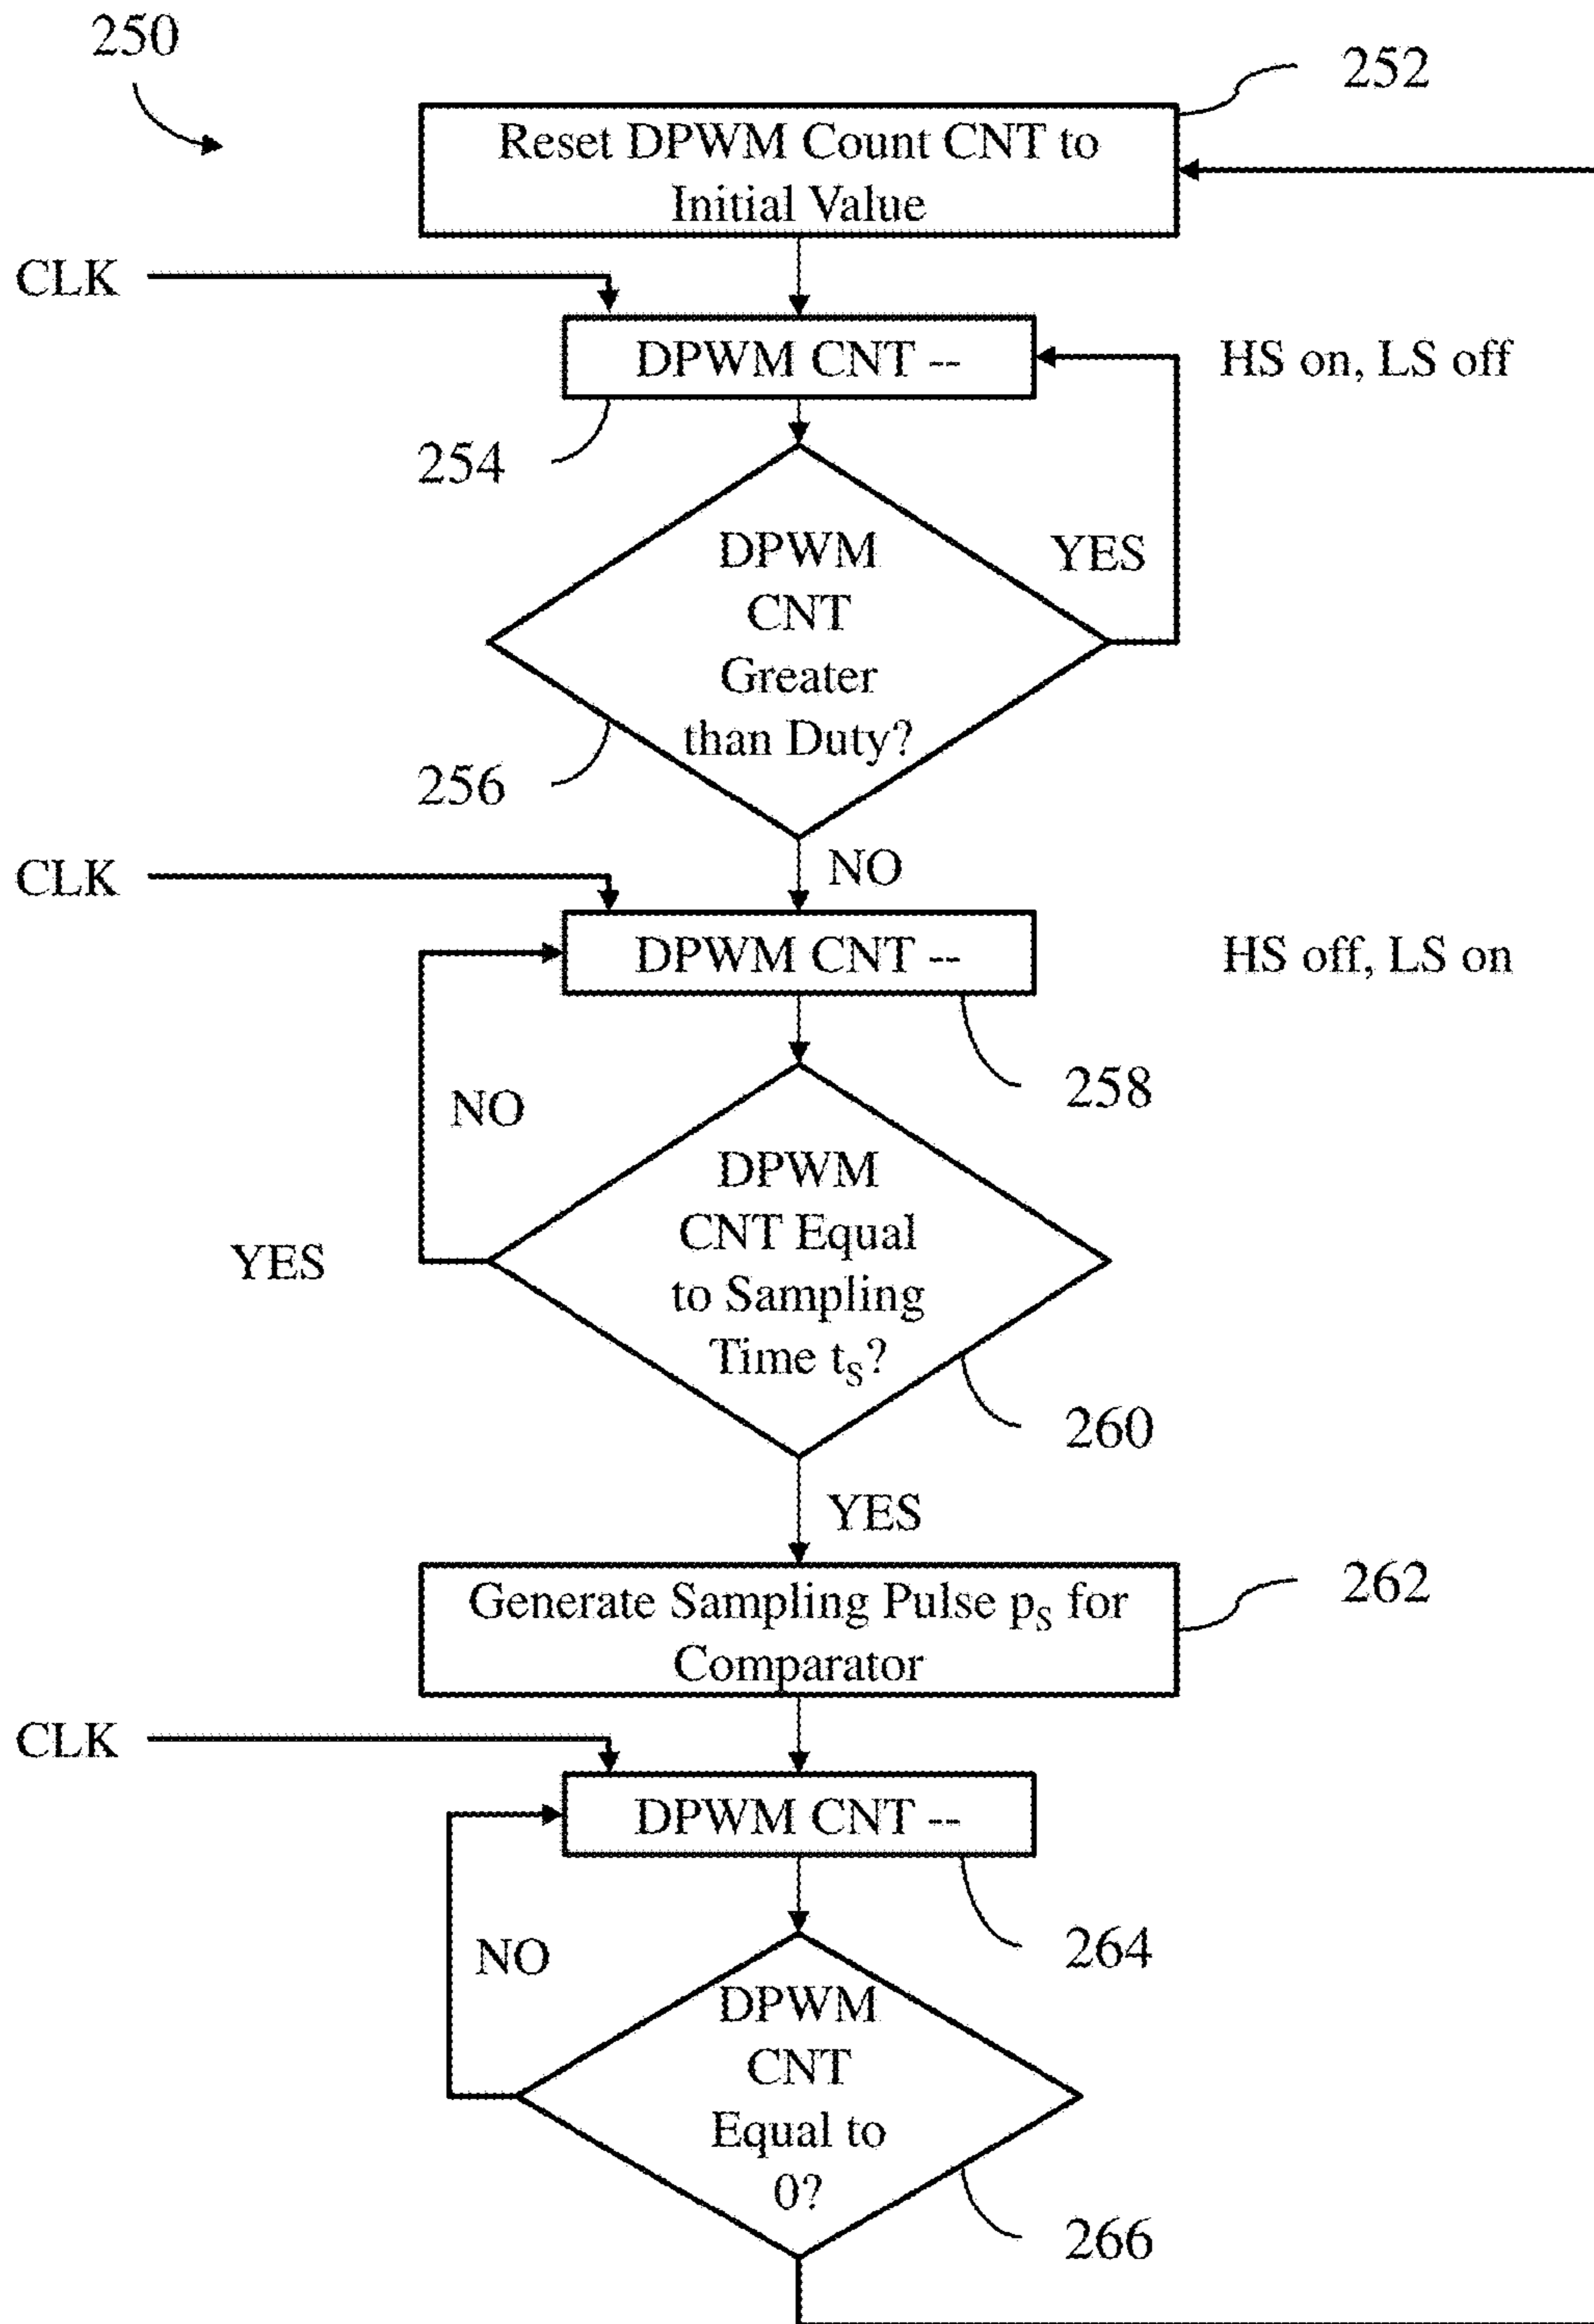 250
252
Reset DPWM Count CNT to
Initial Value
CLK
DPWM CNT --
HS on, LS off
254
DPWM
CNT
Greater
than Duty?
YES
256
CLK
NO
DPWM CNT --
HS off, LS on
258
NO
DPWM
CNT Equal
to Sampling
Time tS?
YES
260
YES
Generate Sampling Pulse pS for
Comparator
262
CLK
DPWM CNT --
264
NO
DPWM
CNT
Equal to
0?
266